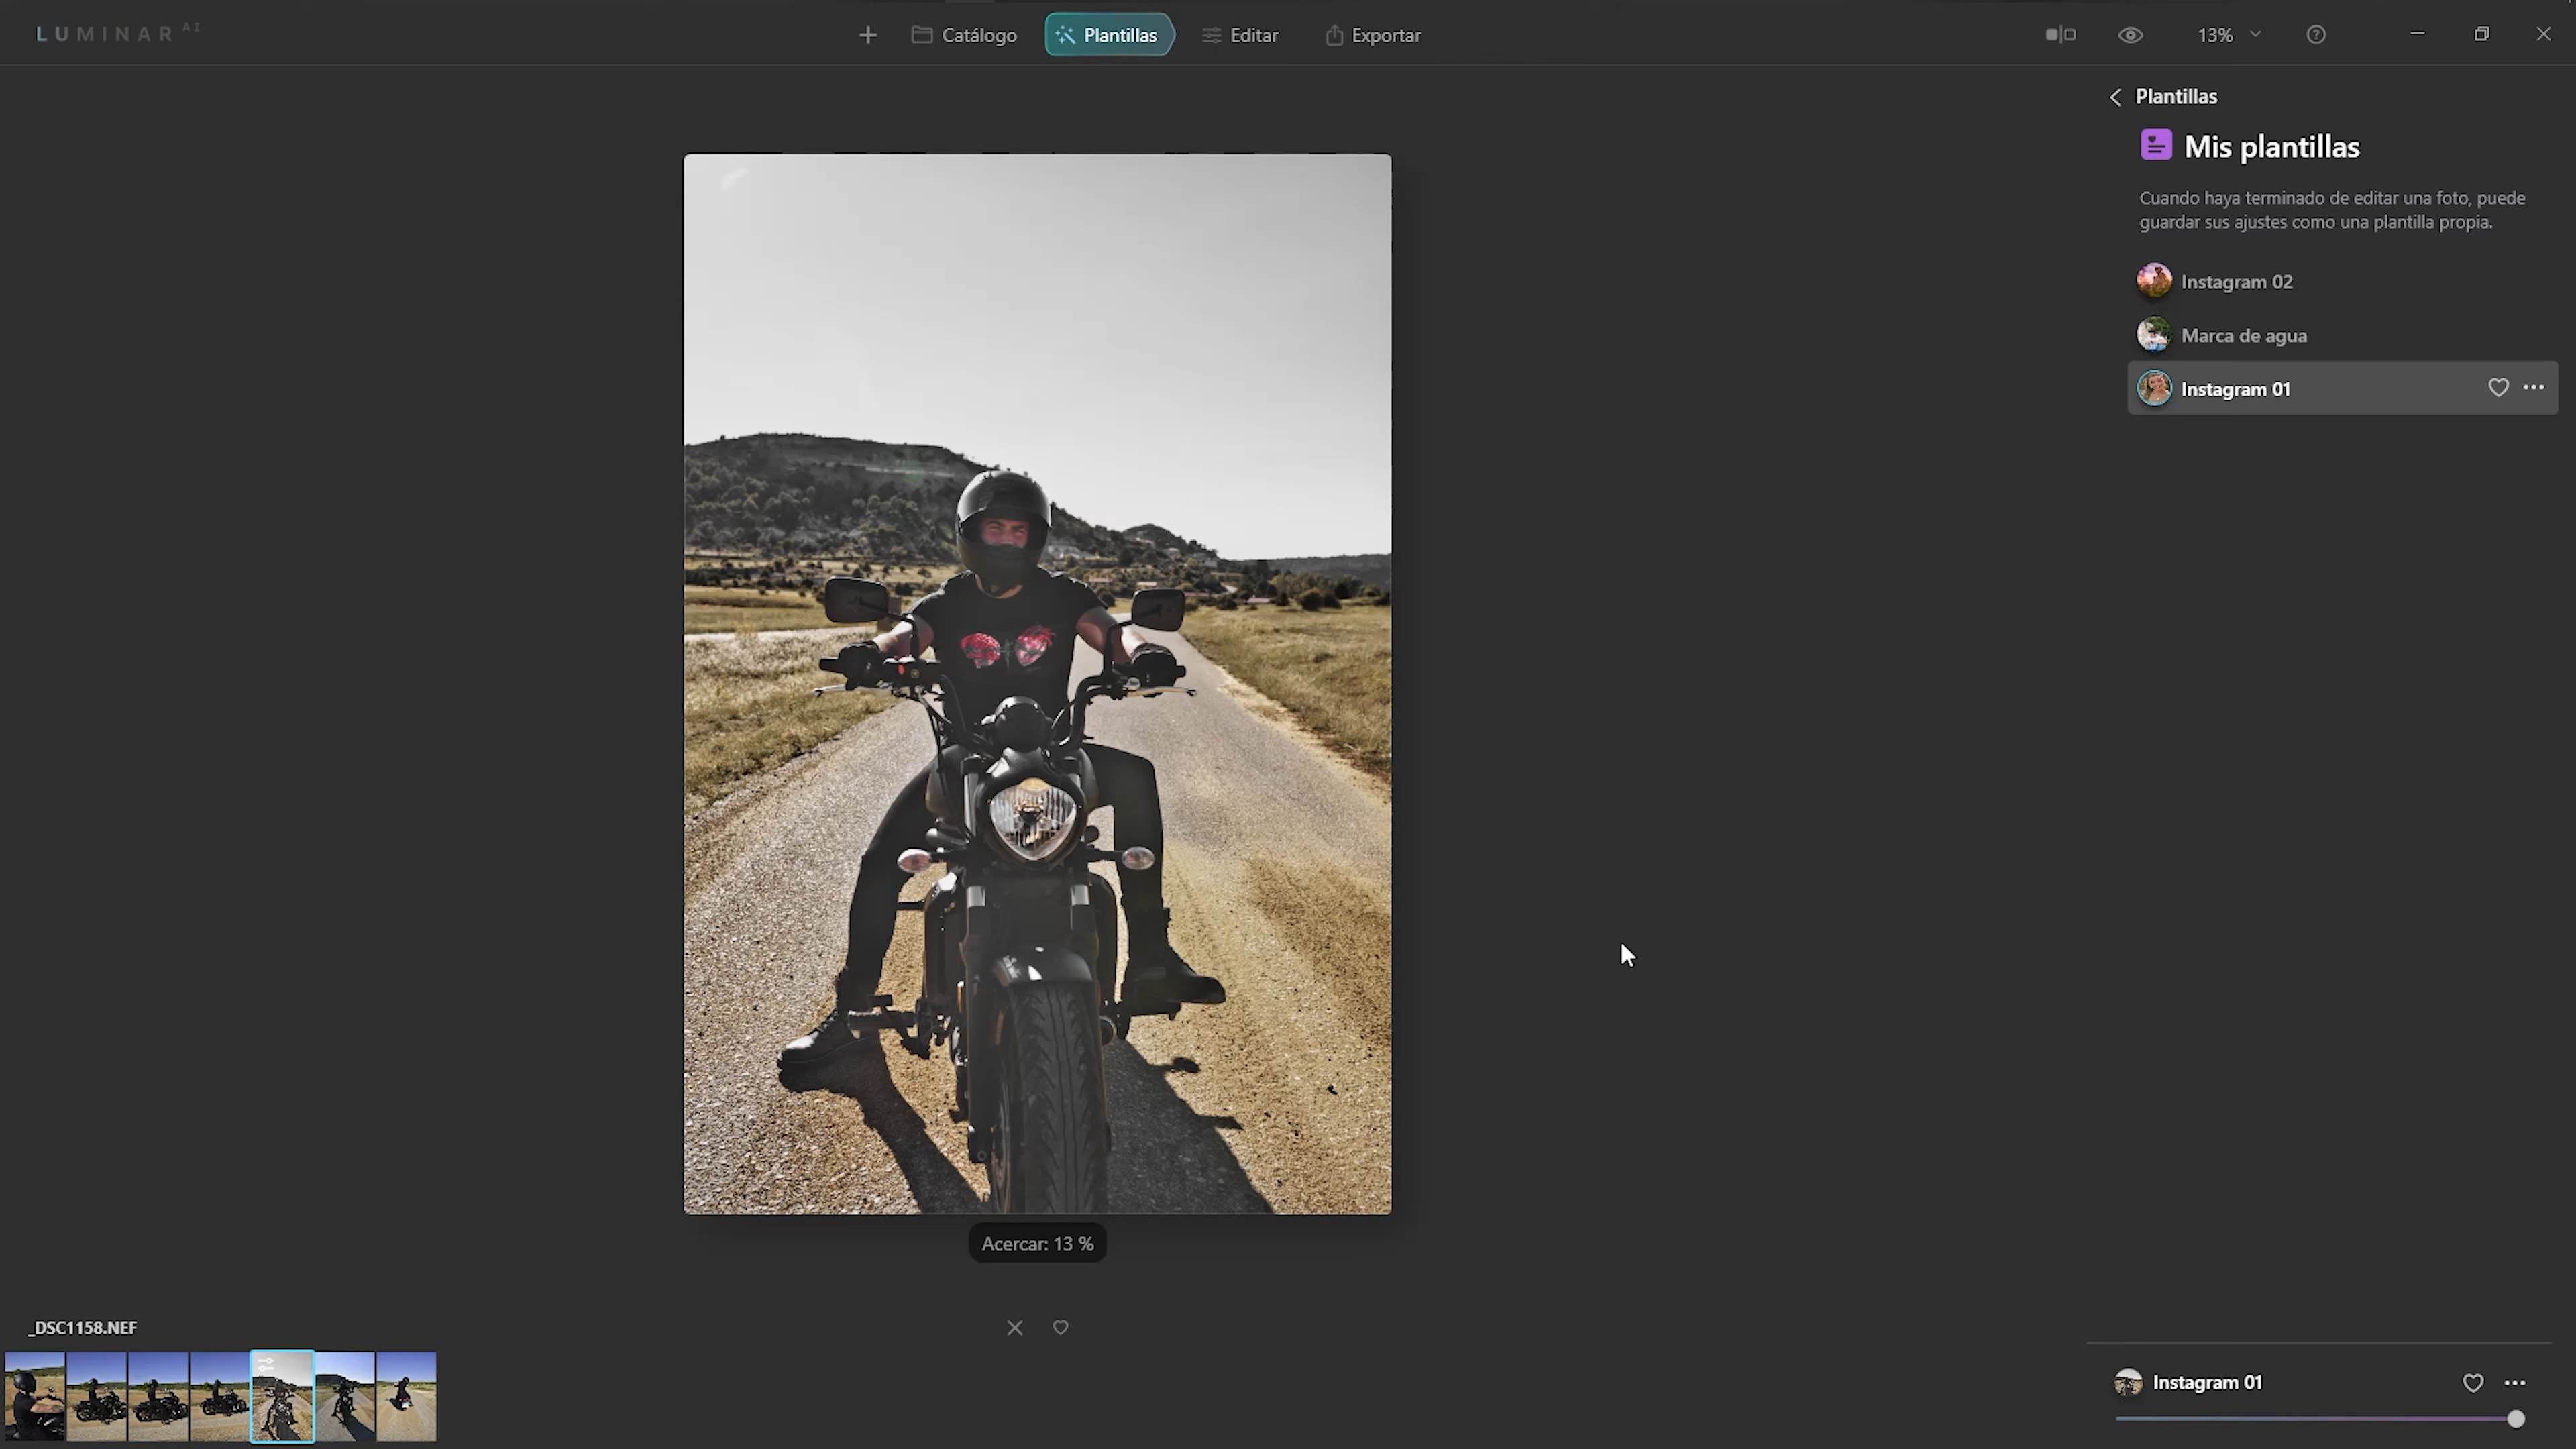 LUMINAR AI
Catálogo
Plantillas
Editar
Exportar
13%
Plantillas
Mis plantillas
Cuando haya terminado de editar una foto, puede
guardar sus ajustes como una plantilla propia.
Instagram 02
Marca de agua
Instagram 01
Acercar: 13 %
_DSC1158.NEF
Instagram 01